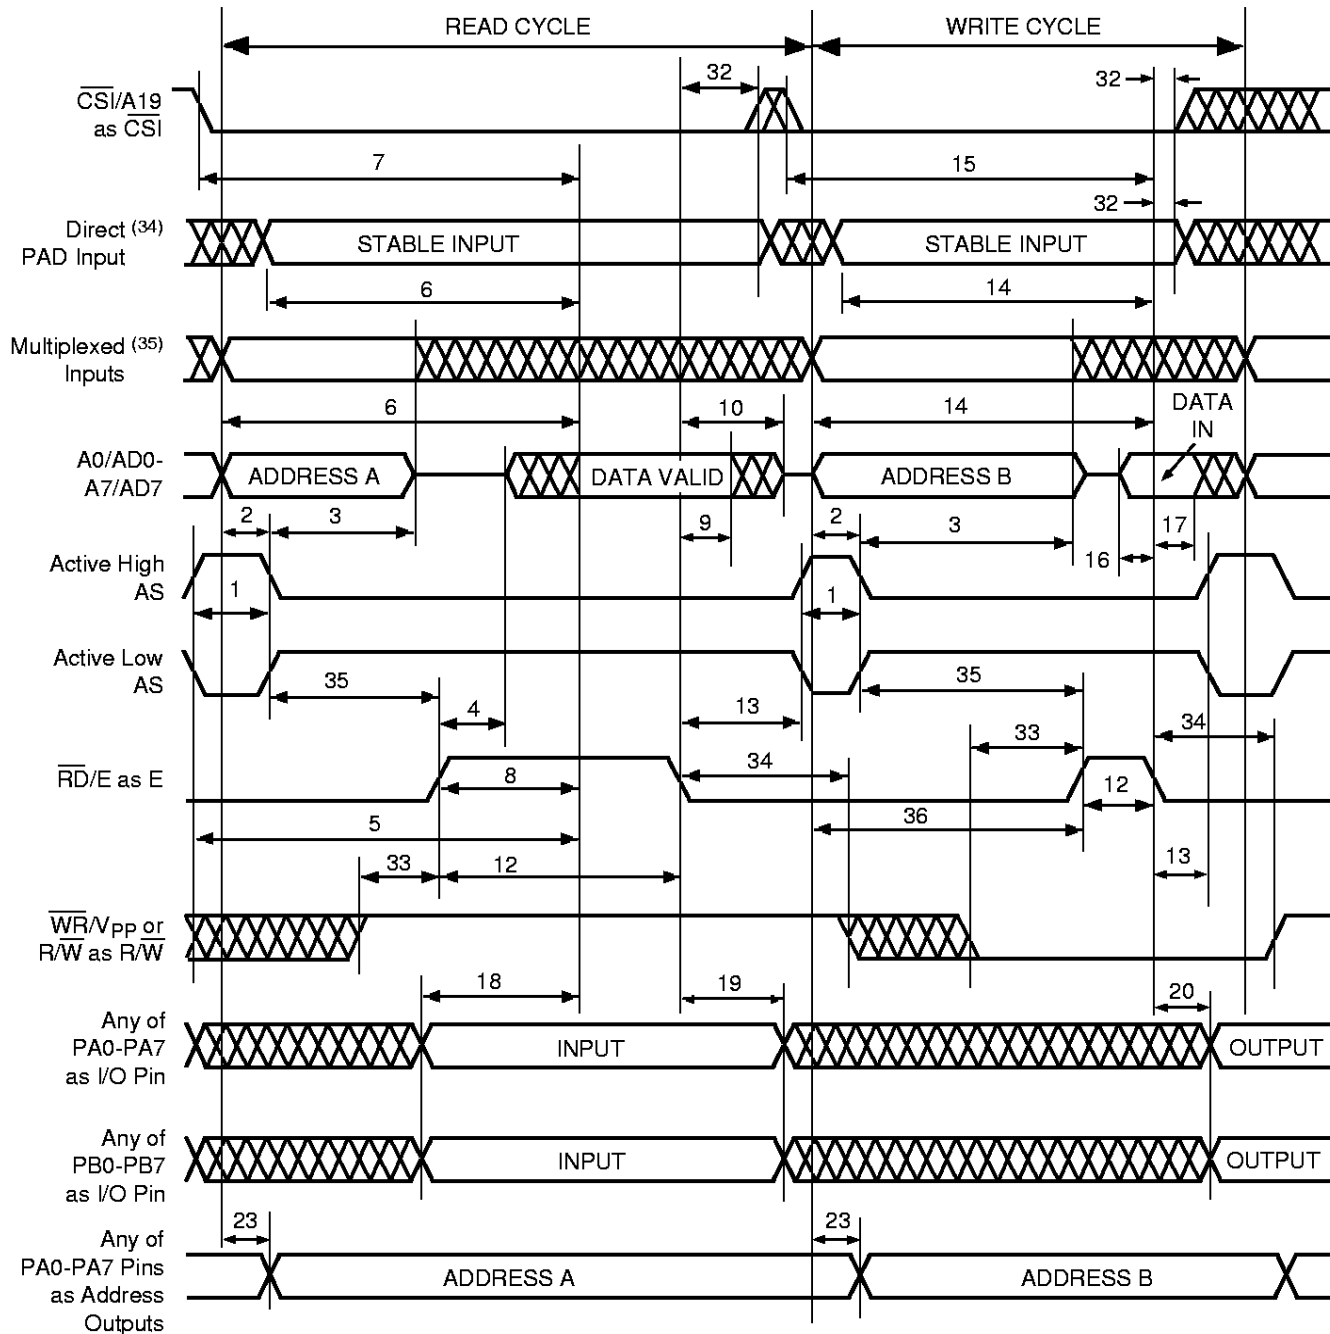 READ CYCLE WRITE CYCLE
32 32
CSI/A19
as CSI
7 15
32
Direct (34)
PAD Input
STABLE INPUT STABLE INPUT
6 14
Multiplexed (35)
Inputs
6 10 14 DATA
IN
A0/AD0-
A7/AD7
ADDRESS A DATA VALID ADDRESS B
2 3 9 2 3 17
16
Active High
AS
1 1
Active Low
AS
35 35
4 13 34
33
34
RD/E as E
8 12
5 36
33 12 13
WR/VPP or
R/W as R/W
18 19 20
Any of
PA0-PA7
as I/O Pin
INPUT OUTPUT
Any of
PB0-PB7
as I/O Pin
INPUT OUTPUT
23 23
Any of
PA0-PA7 Pins
as Address
Outputs
ADDRESS A ADDRESS B